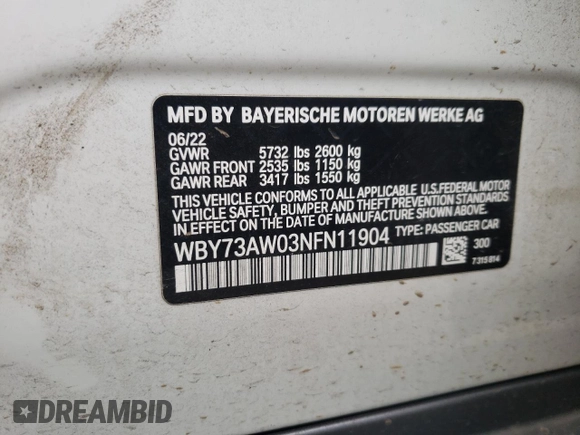 MFD BY BAYERISCHE MOTOREN WERKE AG
06/22
GVWR 5732 lbs 2600 kg
GAWR FRONT 2535 lbs 1150 kg
GAWR REAR 3417 lbs 1550 kg
THIS VEHICLE CONFORMS TO ALL APPLICABLE U.S.FEDERAL MOTOR
VEHICLE SAFETY, BUMPER AND THEFT PREVENTION STANDARDS
IN EFFECT ON THE DATE OF MANUFACTURE SHOWN ABOVE.
WBY73AW03NFN11904 TYPE: PASSENGER CAR
300
7315814
DREAMBID